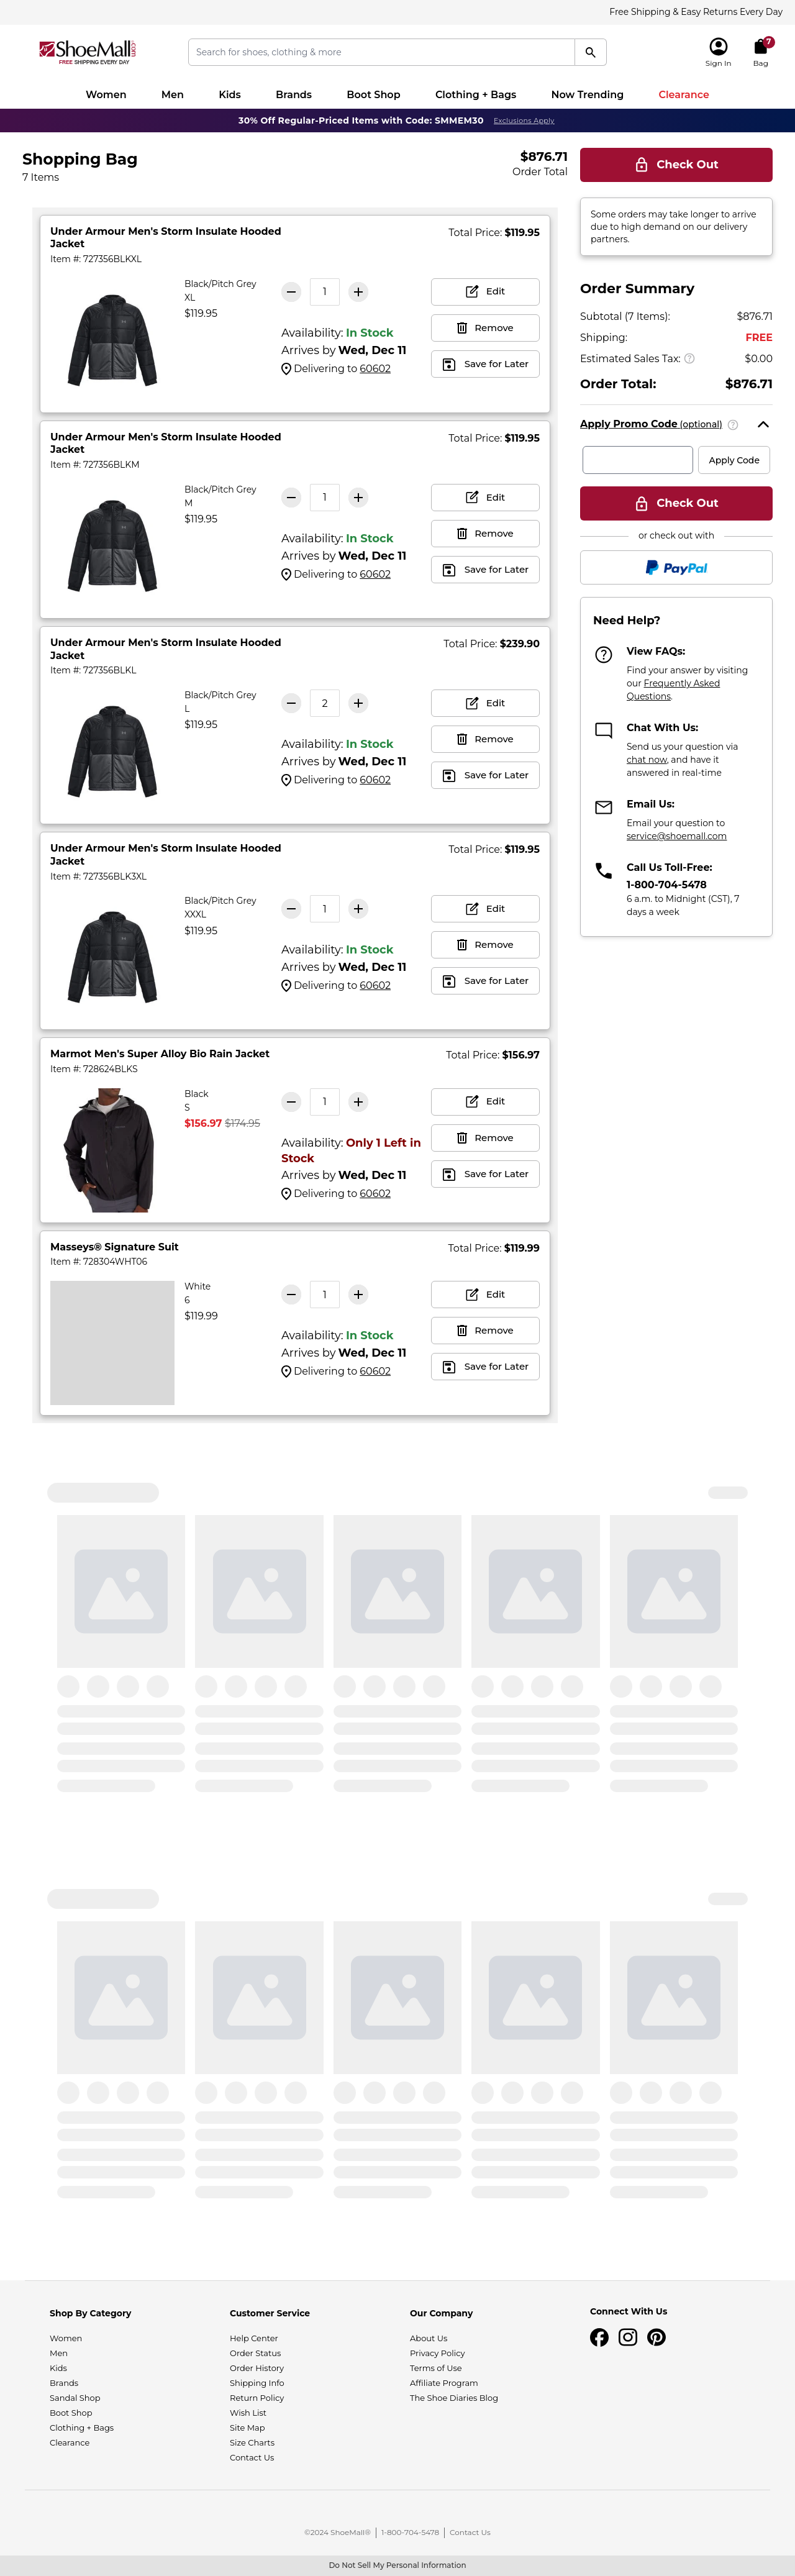 Free Shipping & Easy Returns Every Day
ShoeMall.com
FREE SHIPPING EVERY DAY
Search for shoes, clothing & more
Sign In
7
Bag
Women Men Kids Brands Boot Shop Clothing + Bags Now Trending Clearance
30% Off Regular-Priced Items with Code: SMMEM30 Exclusions Apply
Shopping Bag
7 Items
$876.71
Order Total
Under Armour Men's Storm Insulate Hooded
Jacket
Item #: 727356BLKXL
Total Price: $119.95
Black/Pitch Grey
XL
$119.95
1
Availability: In Stock
Arrives by Wed, Dec 11
Delivering to 60602
Edit
Remove
Save for Later
Under Armour Men's Storm Insulate Hooded
Jacket
Item #: 727356BLKM
Total Price: $119.95
Black/Pitch Grey
M
$119.95
1
Availability: In Stock
Arrives by Wed, Dec 11
Delivering to 60602
Edit
Remove
Save for Later
Under Armour Men's Storm Insulate Hooded
Jacket
Item #: 727356BLKL
Total Price: $239.90
Black/Pitch Grey
L
$119.95
2
Availability: In Stock
Arrives by Wed, Dec 11
Delivering to 60602
Edit
Remove
Save for Later
Under Armour Men's Storm Insulate Hooded
Jacket
Item #: 727356BLK3XL
Total Price: $119.95
Black/Pitch Grey
XXXL
$119.95
1
Availability: In Stock
Arrives by Wed, Dec 11
Delivering to 60602
Edit
Remove
Save for Later
Marmot Men's Super Alloy Bio Rain Jacket
Item #: 728624BLKS
Total Price: $156.97
Black
S
$156.97 $174.95
1
Availability: Only 1 Left in
Stock
Arrives by Wed, Dec 11
Delivering to 60602
Edit
Remove
Save for Later
Masseys® Signature Suit
Item #: 728304WHT06
Total Price: $119.99
White
6
$119.99
1
Availability: In Stock
Arrives by Wed, Dec 11
Delivering to 60602
Edit
Remove
Save for Later
Check Out
Some orders may take longer to arrive
due to high demand on our delivery
partners.
Order Summary
Subtotal (7 Items): $876.71
Shipping: FREE
Estimated Sales Tax: $0.00
Order Total: $876.71
Apply Promo Code (optional)
Apply Code
Check Out
or check out with
PayPal
Need Help?
View FAQs:
Find your answer by visiting
our Frequently Asked
Questions.
Chat With Us:
Send us your question via
chat now, and have it
answered in real-time
Email Us:
Email your question to
service@shoemall.com
Call Us Toll-Free:
1-800-704-5478
6 a.m. to Midnight (CST), 7
days a week
Shop By Category
Women
Men
Kids
Brands
Sandal Shop
Boot Shop
Clothing + Bags
Clearance
Customer Service
Help Center
Order Status
Order History
Shipping Info
Return Policy
Wish List
Site Map
Size Charts
Contact Us
Our Company
About Us
Privacy Policy
Terms of Use
Affiliate Program
The Shoe Diaries Blog
Connect With Us
©2024 ShoeMall® 1-800-704-5478 Contact Us
Do Not Sell My Personal Information